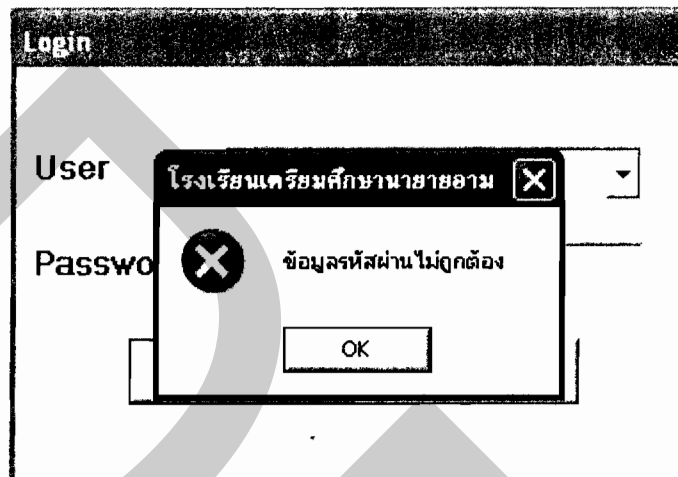 Login
User
โรงเรียนเตรียมศึกษานายายอาม
Passwo
ข้อมูลรหัสผ่านไม่ถูกต้อง
OK